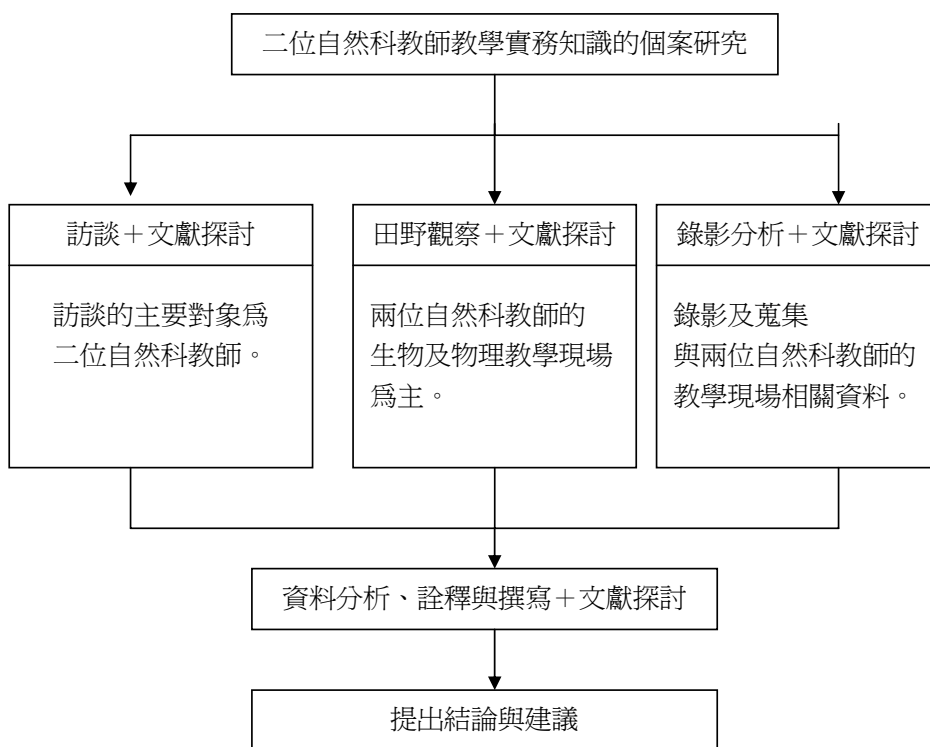 二位自然科教師教學實務知識的個案研究
訪談＋文獻探討
訪談的主要對象為
二位自然科教師。
田野觀察＋文獻探討
兩位自然科教師的
生物及物理教學現場
為主。
錄影分析＋文獻探討
錄影及蒐集
與兩位自然科教師的
教學現場相關資料。
資料分析、詮釋與撰寫＋文獻探討
提出結論與建議